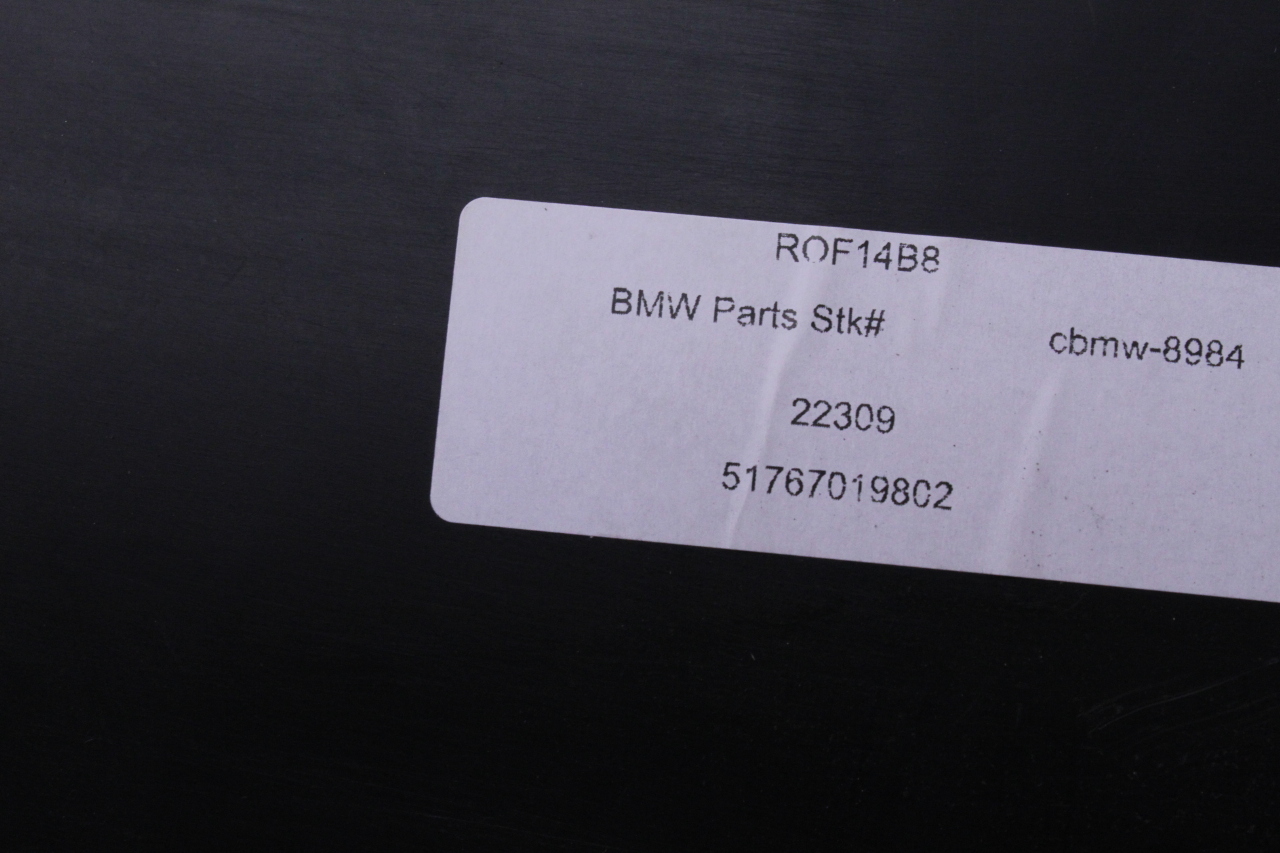 ROF14B8
BMW Parts Stk# cbmw-8984
22309
51767019802